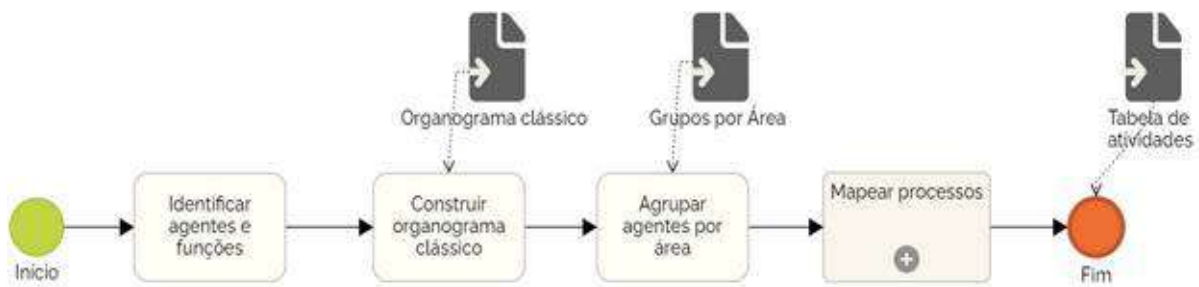 Organograma clássico
Grupos por Área
Tabela de
atividades
Identificar
agentes e
funções
Construir
organograma
clássico
Agrupar
agentes por
área
Mapear processos
Início
Fim